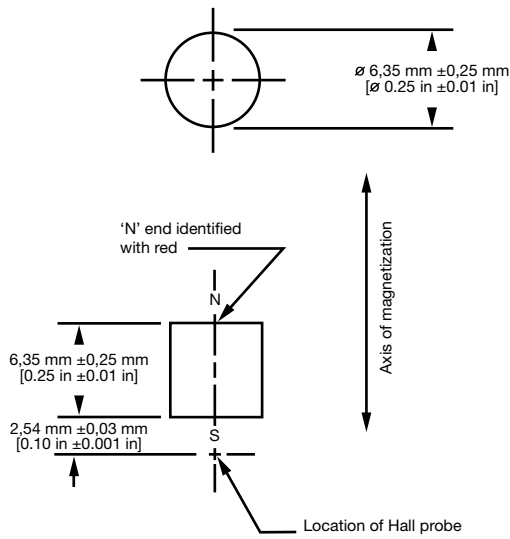 ø 6,35 mm ±0,25 mm
[ø 0.25 in ±0.01 in]
'N' end identified
with red
Axis of magnetization
N
6,35 mm ±0,25 mm
[0.25 in ±0.01 in]
2,54 mm ±0,03 mm
[0.10 in ±0.001 in]
S
Location of Hall probe